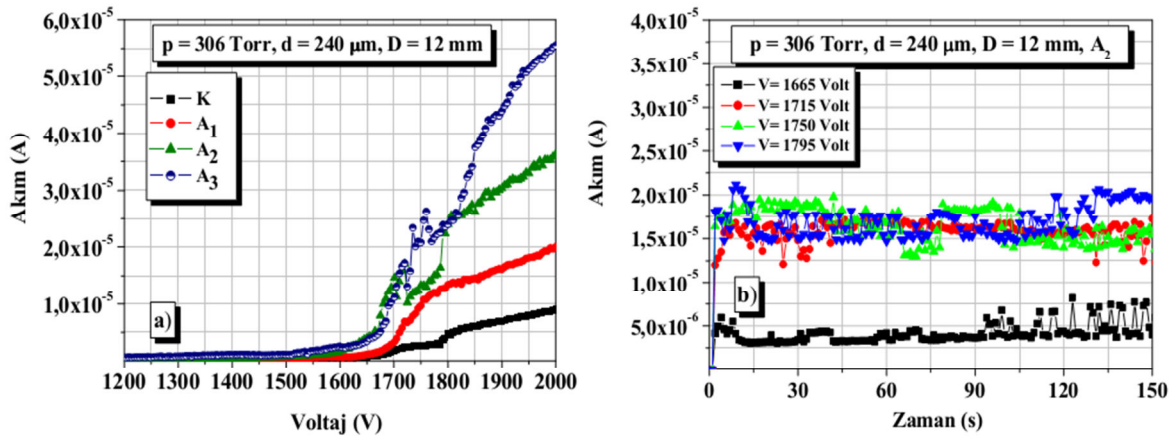 p = 306 Torr, d = 240 μm, D = 12 mm
K
A1
A2
A3
6,0x10-5
5,0x10-5
4,0x10-5
3,0x10-5
2,0x10-5
1,0x10-5
Akım (A)
a)
1200 1300 1400 1500 1600 1700 1800 1900 2000
Voltaj (V)
p = 306 Torr, d = 240 μm, D = 12 mm, A2
V= 1665 Volt
V= 1715 Volt
V= 1750 Volt
V= 1795 Volt
4,0x10-5
3,5x10-5
3,0x10-5
2,5x10-5
2,0x10-5
1,5x10-5
1,0x10-5
5,0x10-6
Akım (A)
b)
0 30 60 90 120 150
Zaman (s)